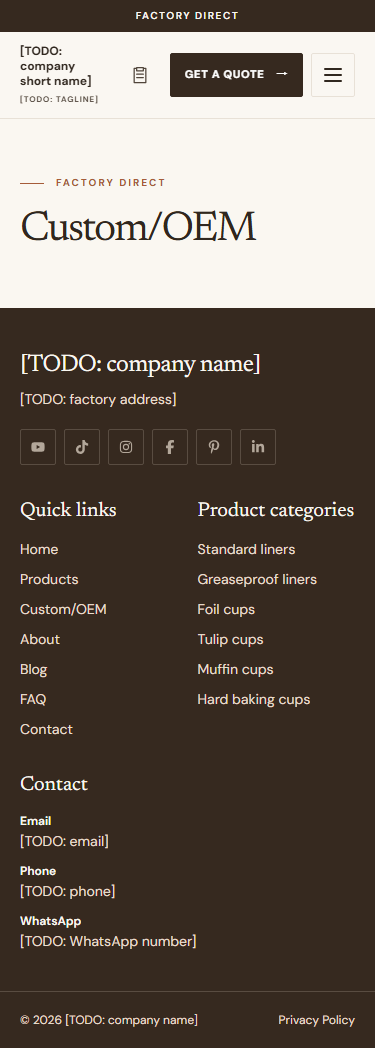 FACTORY DIRECT
[TODO:
company
short name]
[TODO: TAGLINE]
GET A QUOTE →
FACTORY DIRECT
Custom/OEM
[TODO: company name]
[TODO: factory address]
Quick links
Home
Products
Custom/OEM
About
Blog
FAQ
Contact
Product categories
Standard liners
Greaseproof liners
Foil cups
Tulip cups
Muffin cups
Hard baking cups
Contact
Email
[TODO: email]
Phone
[TODO: phone]
WhatsApp
[TODO: WhatsApp number]
© 2026 [TODO: company name]
Privacy Policy